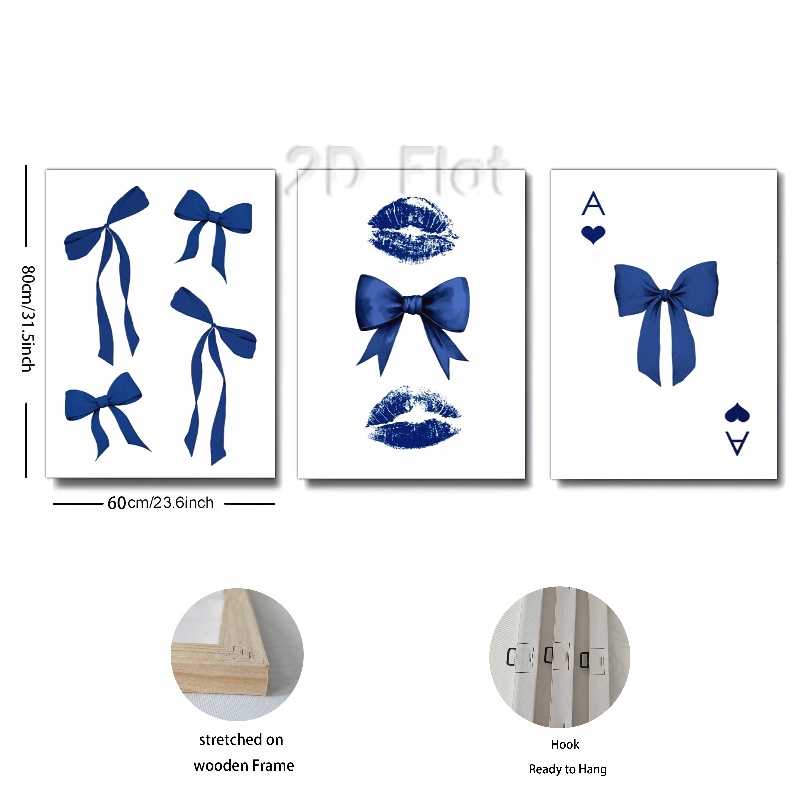 2D Flat
A
A
80cm/31.5inch
60cm/23.6inch
stretched on
wooden Frame
Hook
Ready to Hang